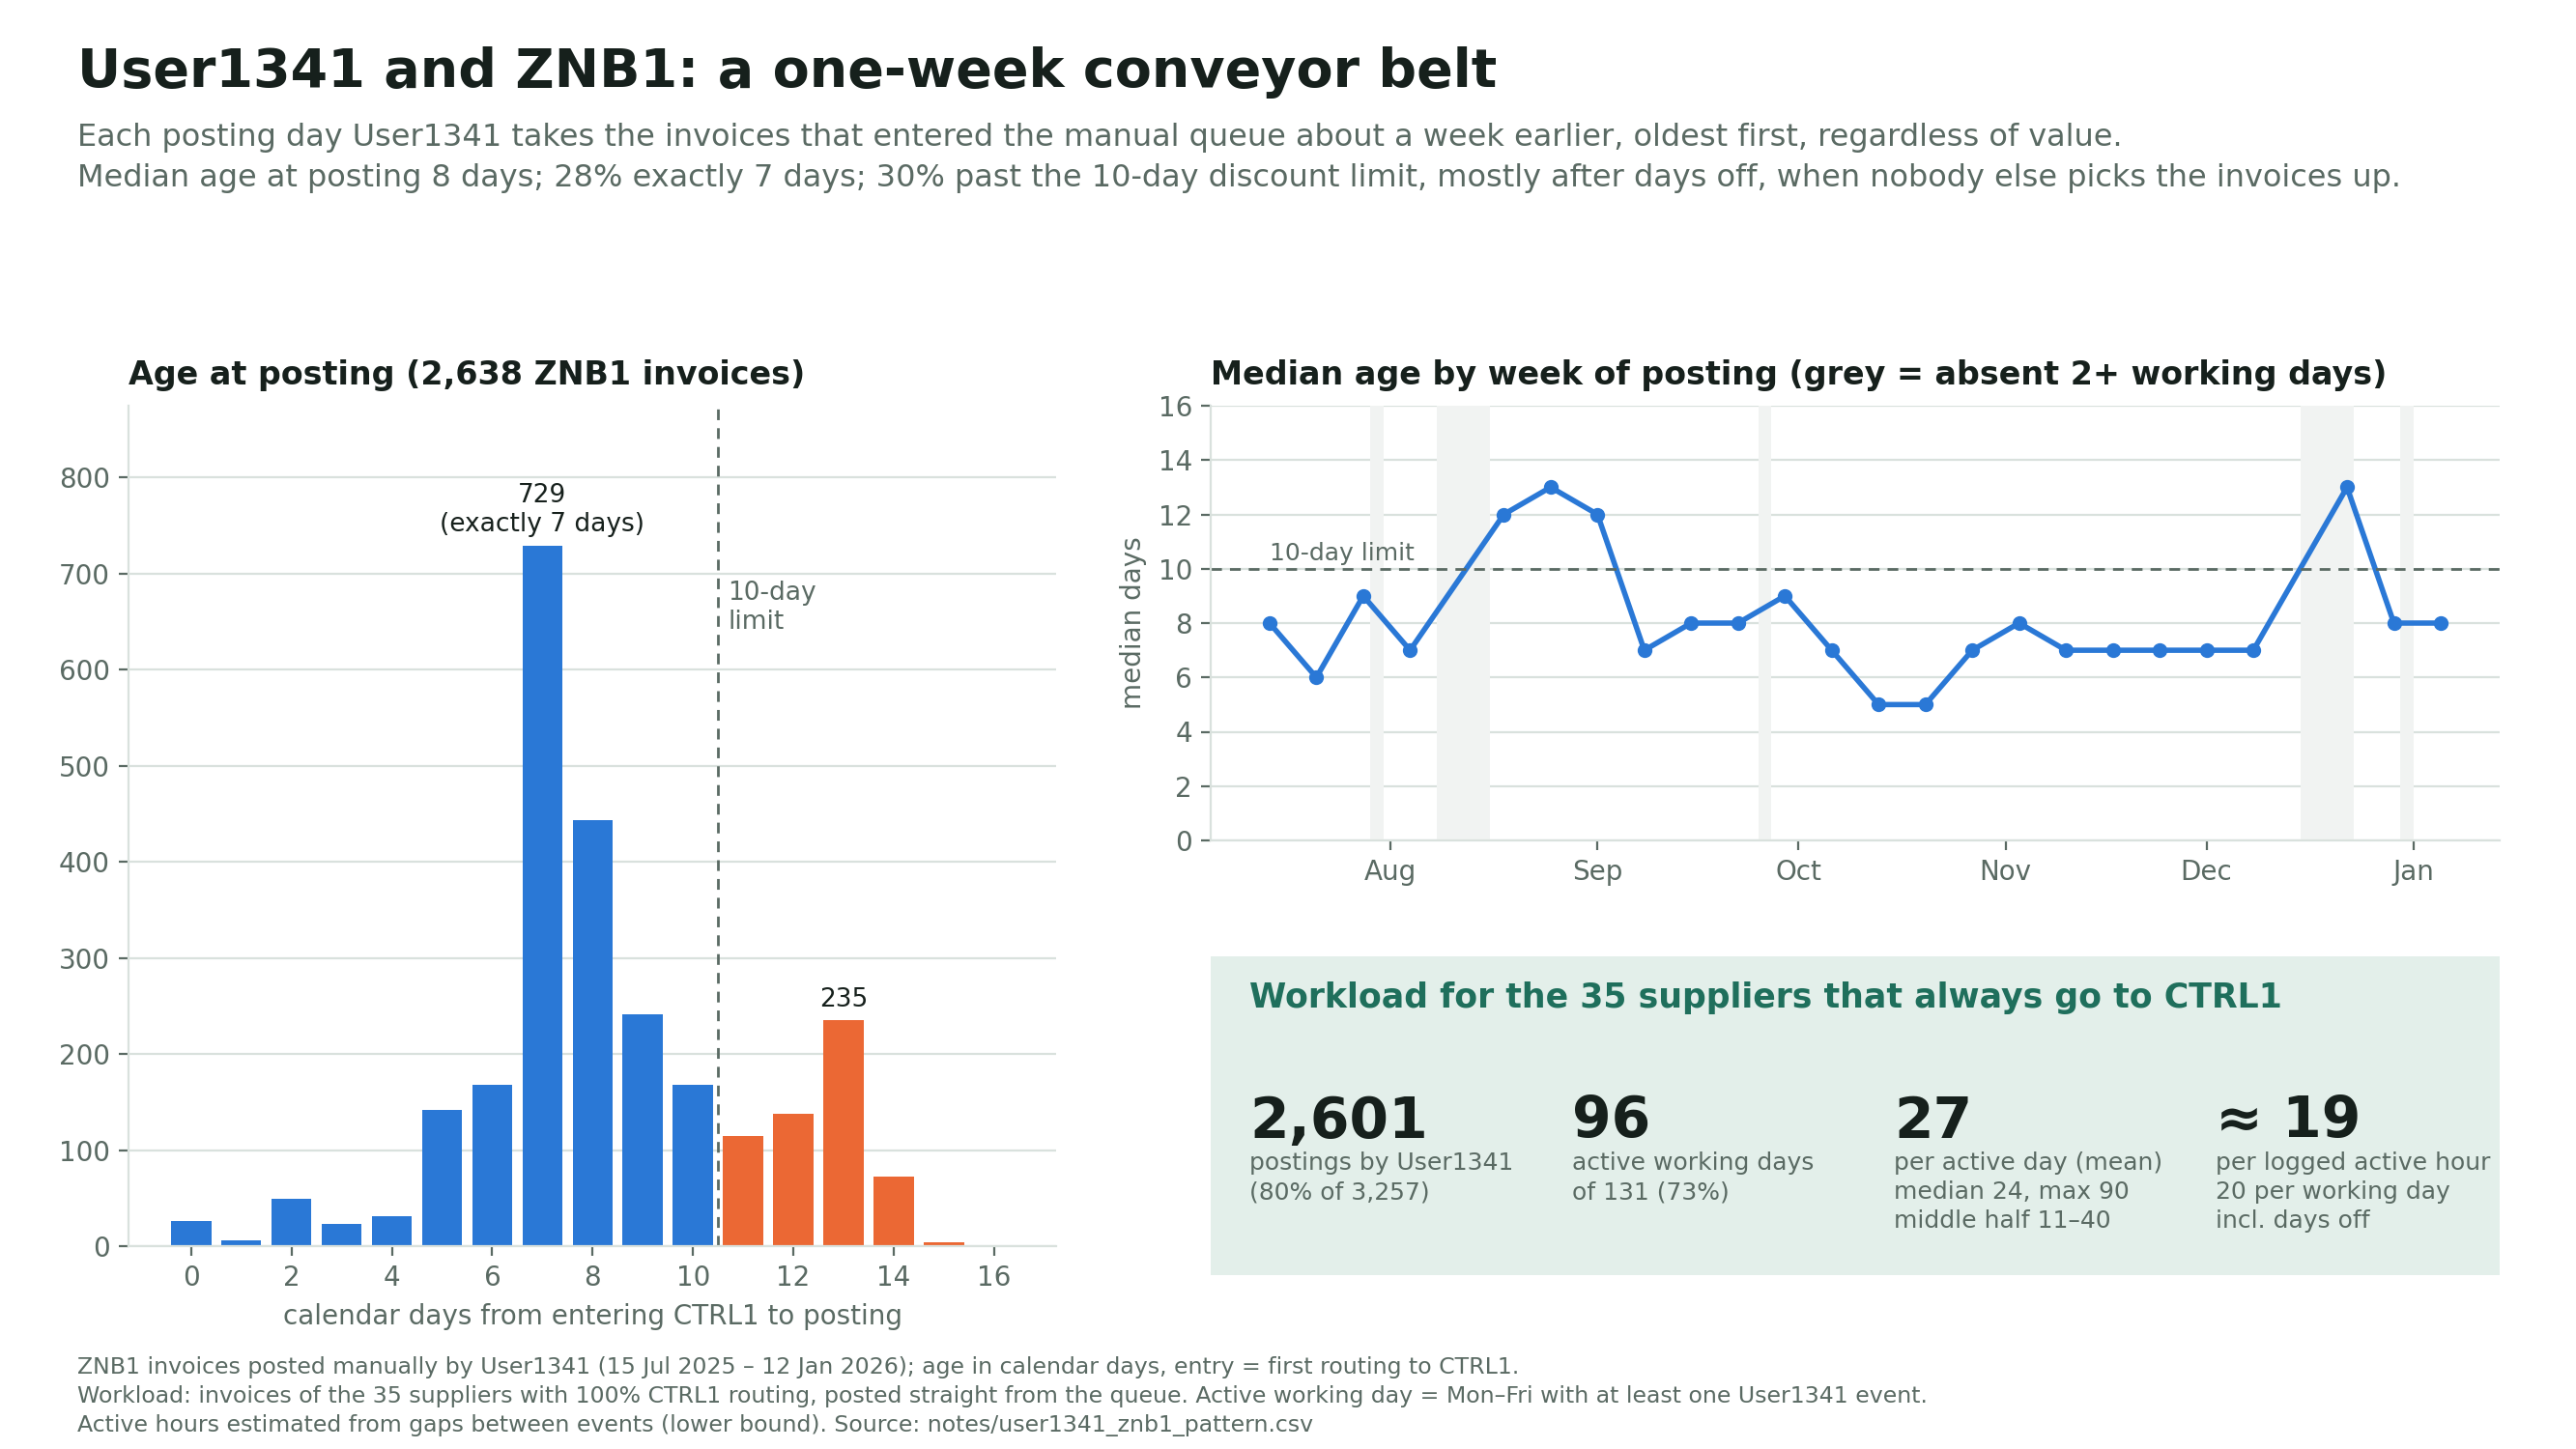 User1341 and ZNB1: a one-week conveyor belt
Each posting day User1341 takes the invoices that entered the manual queue about a week earlier, oldest first, regardless of value.
Median age at posting 8 days; 28% exactly 7 days; 30% past the 10-day discount limit, mostly after days off, when nobody else picks the invoices up.
Age at posting (2,638 ZNB1 invoices)
800
700
600
500
400
300
200
100
0
729
(exactly 7 days)
10-day
limit
235
0 2 4 6 8 10 12 14 16
calendar days from entering CTRL1 to posting
Median age by week of posting (grey = absent 2+ working days)
median days
16
14
12
10
8
6
4
2
0
10-day limit
Aug Sep Oct Nov Dec Jan
Workload for the 35 suppliers that always go to CTRL1
2,601
postings by User1341
(80% of 3,257)
96
active working days
of 131 (73%)
27
per active day (mean)
median 24, max 90
middle half 11–40
≈ 19
per logged active hour
20 per working day
incl. days off
ZNB1 invoices posted manually by User1341 (15 Jul 2025 – 12 Jan 2026); age in calendar days, entry = first routing to CTRL1.
Workload: invoices of the 35 suppliers with 100% CTRL1 routing, posted straight from the queue. Active working day = Mon–Fri with at least one User1341 event.
Active hours estimated from gaps between events (lower bound). Source: notes/user1341_znb1_pattern.csv